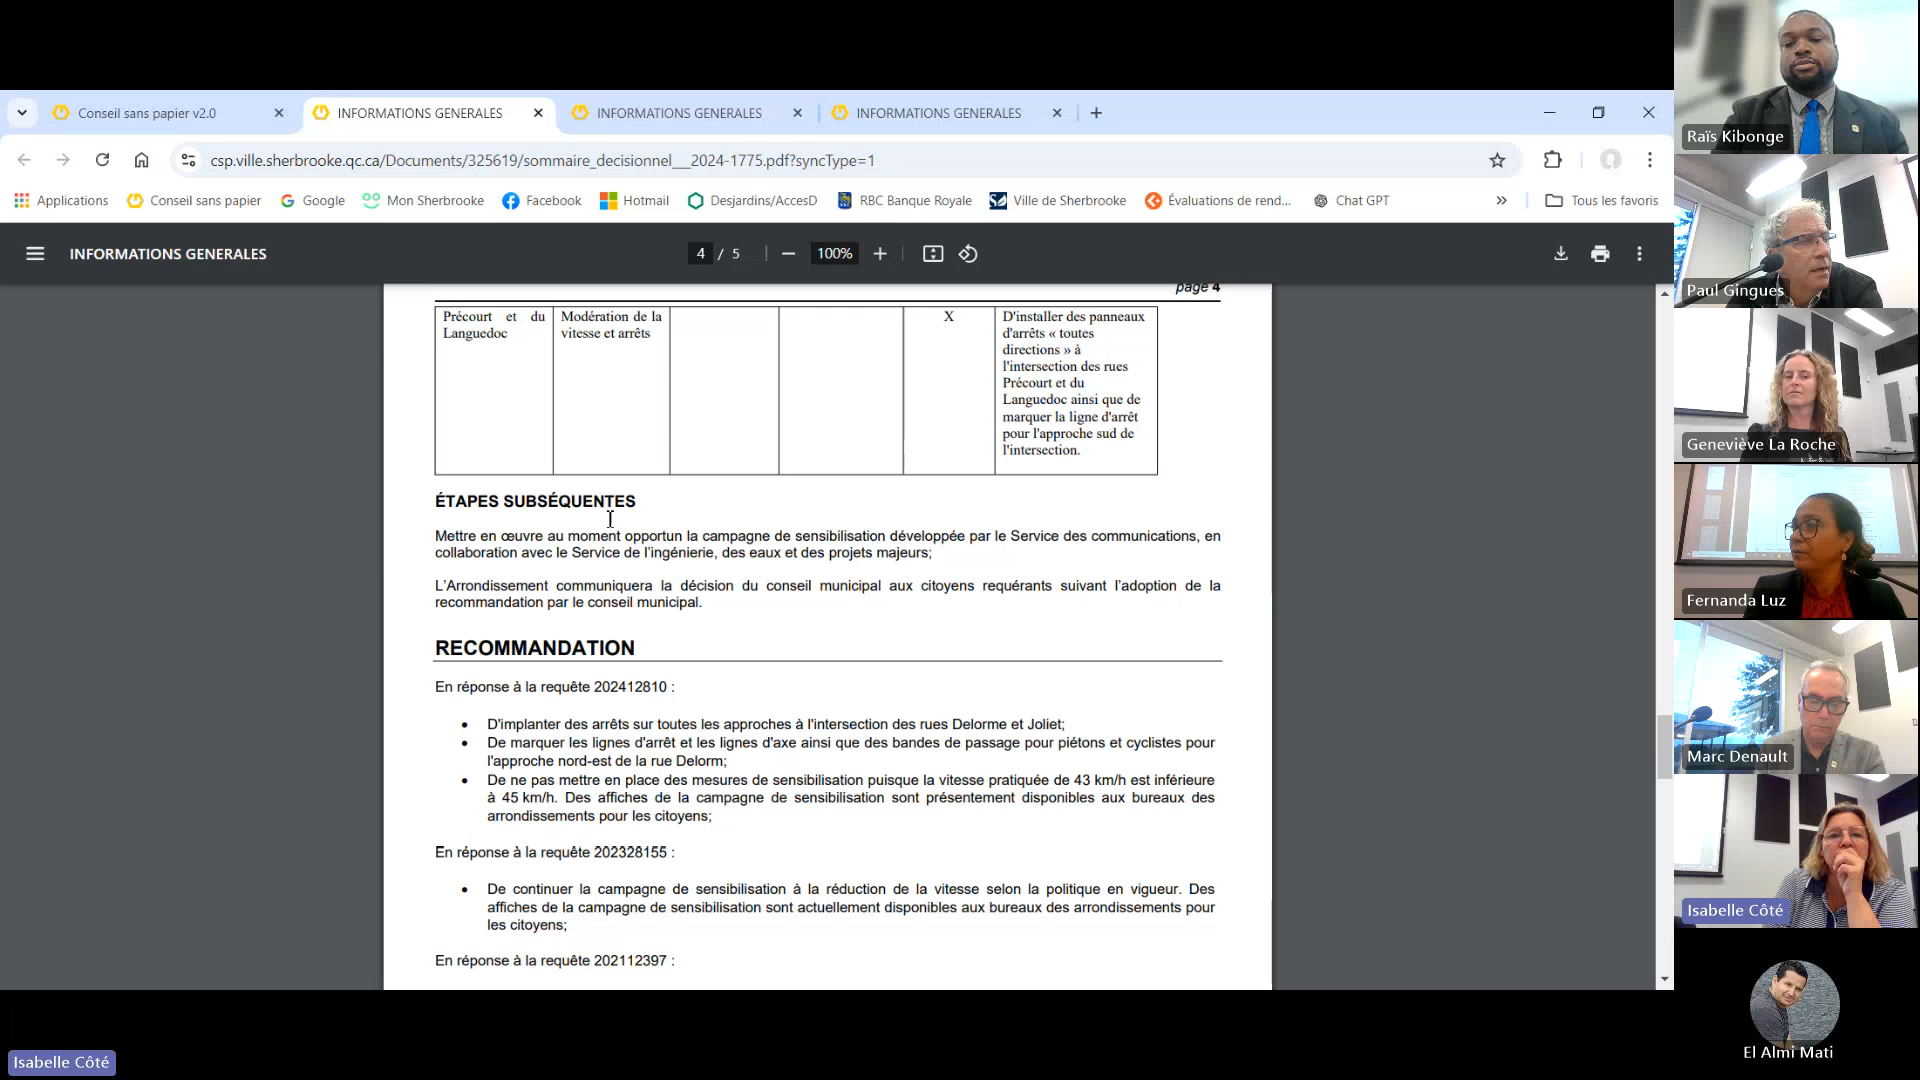 Conseil sans papier v2.0
INFORMATIONS GENERALES
INFORMATIONS GENERALES
INFORMATIONS GENERALES
csp.ville.sherbrooke.qc.ca/Documents/325619/sommaire_decisionnel__2024-1775.pdf?syncType=1
Applications
Conseil sans papier
Google
Mon Sherbrooke
Facebook
Hotmail
Desjardins/AccesD
RBC Banque Royale
Ville de Sherbrooke
Évaluations de rend...
Chat GPT
»
Tous les favoris
INFORMATIONS GENERALES
4 / 5
100%
page 4
Précourt et du
Languedoc
Modération de la
vitesse et arrêts
X
D'installer des panneaux
d'arrêts « toutes
directions » à
l'intersection des rues
Précourt et du
Languedoc ainsi que de
marquer la ligne d'arrêt
pour l'approche sud de
l'intersection.
ÉTAPES SUBSÉQUENTES
Mettre en œuvre au moment opportun la campagne de sensibilisation développée par le Service des communications, en
collaboration avec le Service de l'ingénierie, des eaux et des projets majeurs;
L'Arrondissement communiquera la décision du conseil municipal aux citoyens requérants suivant l'adoption de la
recommandation par le conseil municipal.
RECOMMANDATION
En réponse à la requête 202412810 :
• D'implanter des arrêts sur toutes les approches à l'intersection des rues Delorme et Joliet;
• De marquer les lignes d'arrêt et les lignes d'axe ainsi que des bandes de passage pour piétons et cyclistes pour
l'approche nord-est de la rue Delorm;
• De ne pas mettre en place des mesures de sensibilisation puisque la vitesse pratiquée de 43 km/h est inférieure
à 45 km/h. Des affiches de la campagne de sensibilisation sont présentement disponibles aux bureaux des
arrondissements pour les citoyens;
En réponse à la requête 202328155 :
• De continuer la campagne de sensibilisation à la réduction de la vitesse selon la politique en vigueur. Des
affiches de la campagne de sensibilisation sont actuellement disponibles aux bureaux des arrondissements pour
les citoyens;
En réponse à la requête 202112397 :
Raïs Kibonge
Paul Gingues
Geneviève La Roche
Fernanda Luz
Marc Denault
Isabelle Côté
El Almi Mati
Isabelle Côté